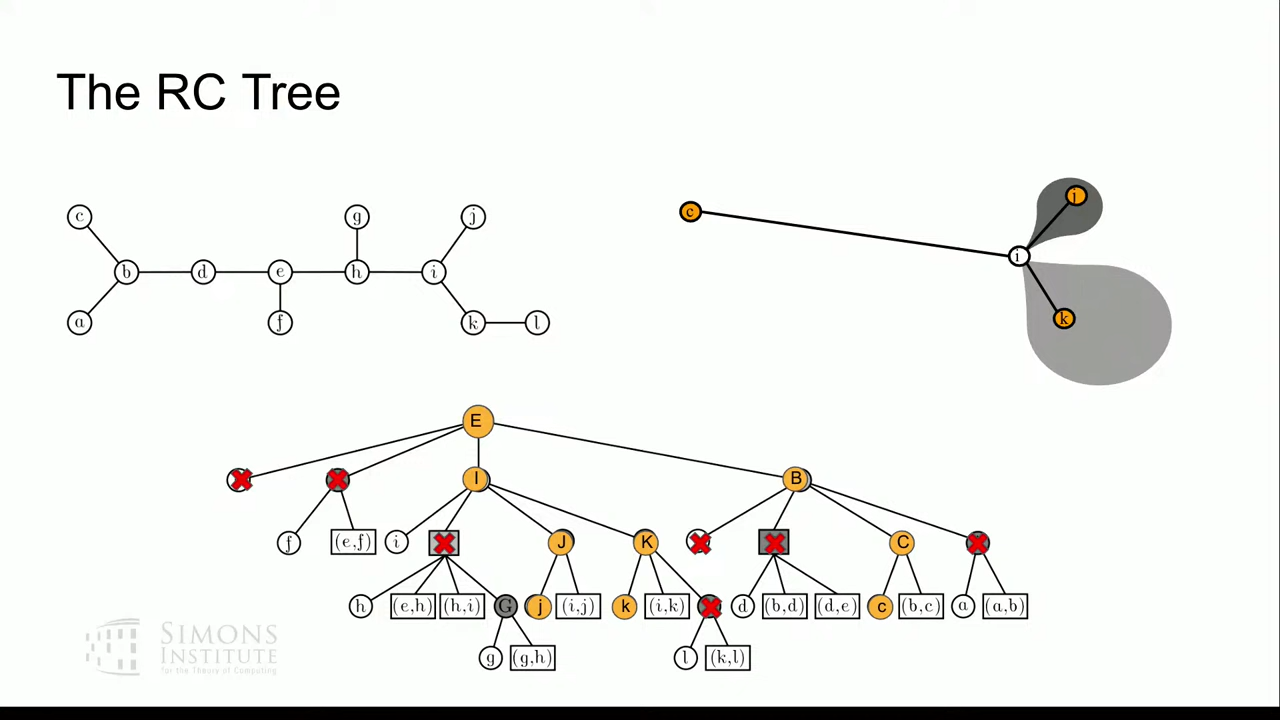 The RC Tree
c
g
j
b
d
e
h
i
a
f
k
l
j
c
i
k
E
I
B
f
(e,f)
i
J
K
C
h
(e,h)
(h,i)
G
j
(i,j)
k
(i,k)
d
(b,d)
(d,e)
c
(b,c)
a
(a,b)
g
(g,h)
l
(k,l)
SIMONS
INSTITUTE
for the Theory of Computing